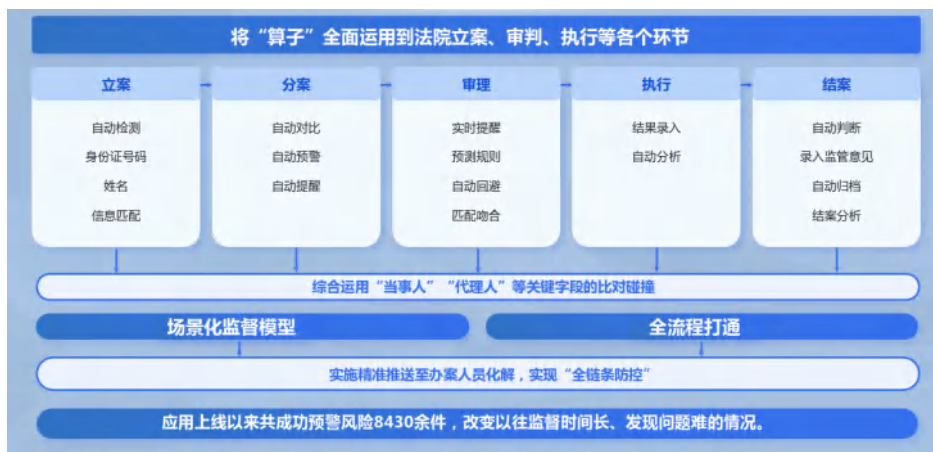 将“算子”全面运用到法院立案、审判、执行等各个环节
立案
自动检测
身份证号码
姓名
信息匹配
分案
自动对比
自动预警
自动提醒
审理
实时提醒
预测规则
自动回避
匹配吻合
执行
结果录入
自动分析
结案
自动判断
录入监管意见
自动归档
结案分析
综合运用“当事人”“代理人”等关键字段的比对碰撞
场景化监督模型
全流程打通
实施精准推送至办案人员化解，实现“全链条防控”
应用上线以来共成功预警风险8430余件，改变以往监督时间长、发现问题难的情况。